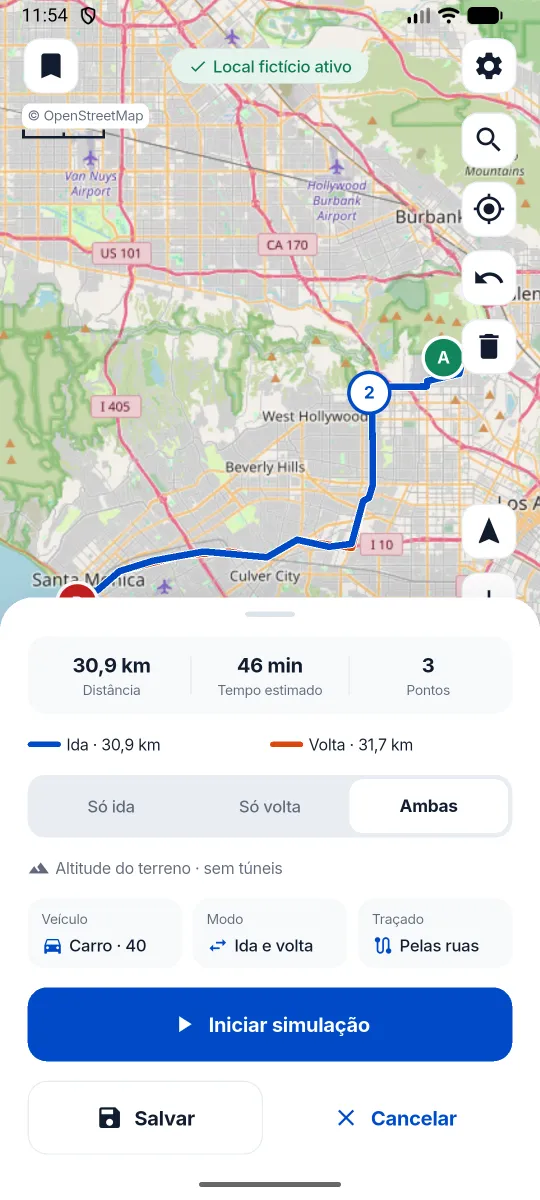 11:54
Local fictício ativo
© OpenStreetMap
Van Nuys
Airport
Hollywood
Burbank
Airport
Mountains
Burbank
US 101
CA 170
A
2
I 405
West Hollywood
Beverly Hills
Los A
I 10
Santa Monica
Culver City
30,9 km
Distância
46 min
Tempo estimado
3
Pontos
Ida · 30,9 km
Volta · 31,7 km
Só ida
Só volta
Ambas
Altitude do terreno · sem túneis
Veículo
Carro · 40
Modo
Ida e volta
Traçado
Pelas ruas
Iniciar simulação
Salvar
Cancelar